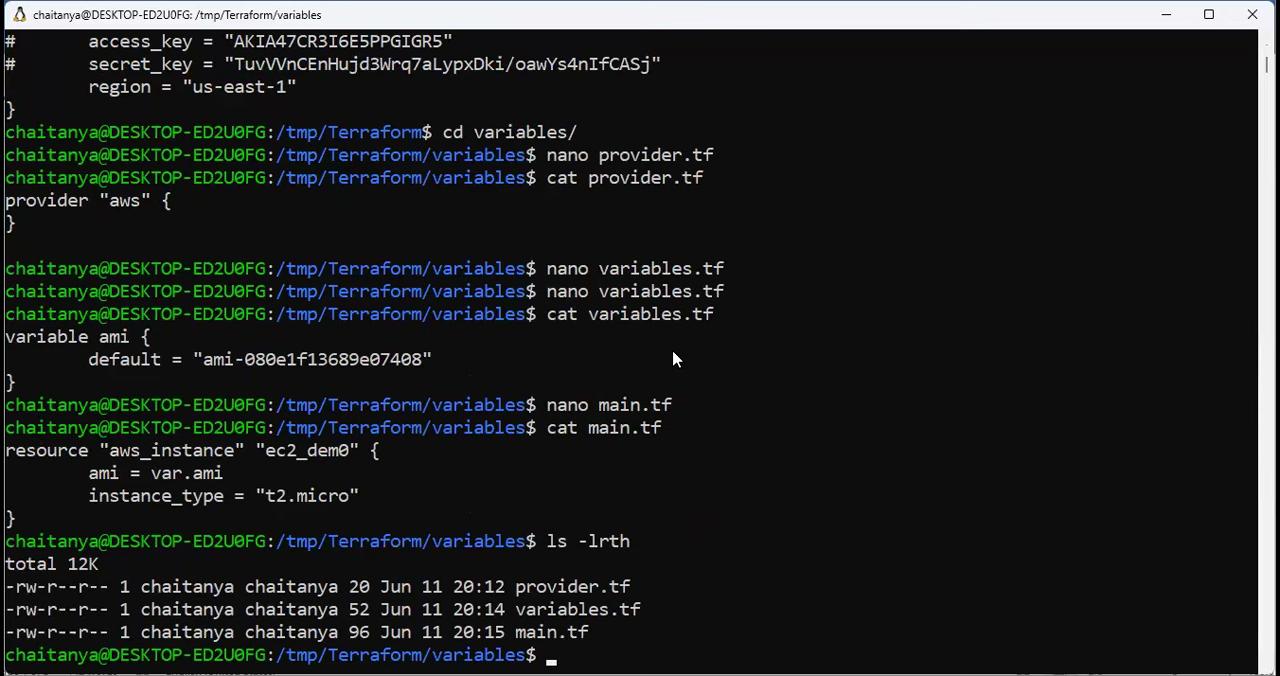 chaitanya@DESKTOP-ED2U0FG: /tmp/Terraform/variables
#       access_key = "AKIA47CR3I6E5PPGIGR5"
#       secret_key = "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"
        region = "us-east-1"
}
chaitanya@DESKTOP-ED2U0FG:/tmp/Terraform$ cd variables/
chaitanya@DESKTOP-ED2U0FG:/tmp/Terraform/variables$ nano provider.tf
chaitanya@DESKTOP-ED2U0FG:/tmp/Terraform/variables$ cat provider.tf
provider "aws" {
}
chaitanya@DESKTOP-ED2U0FG:/tmp/Terraform/variables$ nano variables.tf
chaitanya@DESKTOP-ED2U0FG:/tmp/Terraform/variables$ nano variables.tf
chaitanya@DESKTOP-ED2U0FG:/tmp/Terraform/variables$ cat variables.tf
variable ami {
        default = "ami-080e1f13689e07408"
}
chaitanya@DESKTOP-ED2U0FG:/tmp/Terraform/variables$ nano main.tf
chaitanya@DESKTOP-ED2U0FG:/tmp/Terraform/variables$ cat main.tf
resource "aws_instance" "ec2_dem0" {
        ami = var.ami
        instance_type = "t2.micro"
}
chaitanya@DESKTOP-ED2U0FG:/tmp/Terraform/variables$ ls -lrth
total 12K
-rw-r--r-- 1 chaitanya chaitanya 20 Jun 11 20:12 provider.tf
-rw-r--r-- 1 chaitanya chaitanya 52 Jun 11 20:14 variables.tf
-rw-r--r-- 1 chaitanya chaitanya 96 Jun 11 20:15 main.tf
chaitanya@DESKTOP-ED2U0FG:/tmp/Terraform/variables$